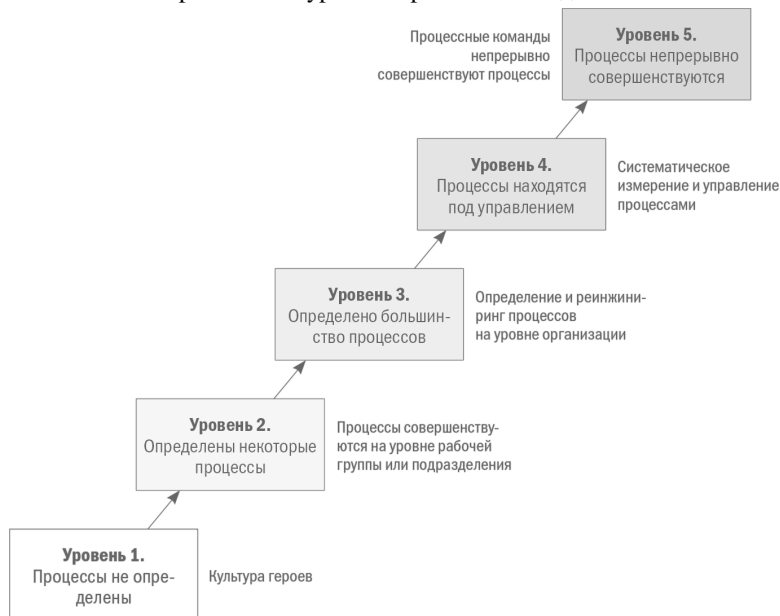 Процессные команды
непрерывно
совершенствуют процессы
Уровень 5.
Процессы непрерывно
совершенствуются
Уровень 4.
Процессы находятся
под управлением
Систематическое
измерение и управление
процессами
Уровень 3.
Определено большин-
ство процессов
Определение и реинжини-
ринг процессов
на уровне организации
Уровень 2.
Определены некоторые
процессы
Процессы совершенству-
ются на уровне рабочей
группы или подразделения
Уровень 1.
Процессы не опре-
делены
Культура героев